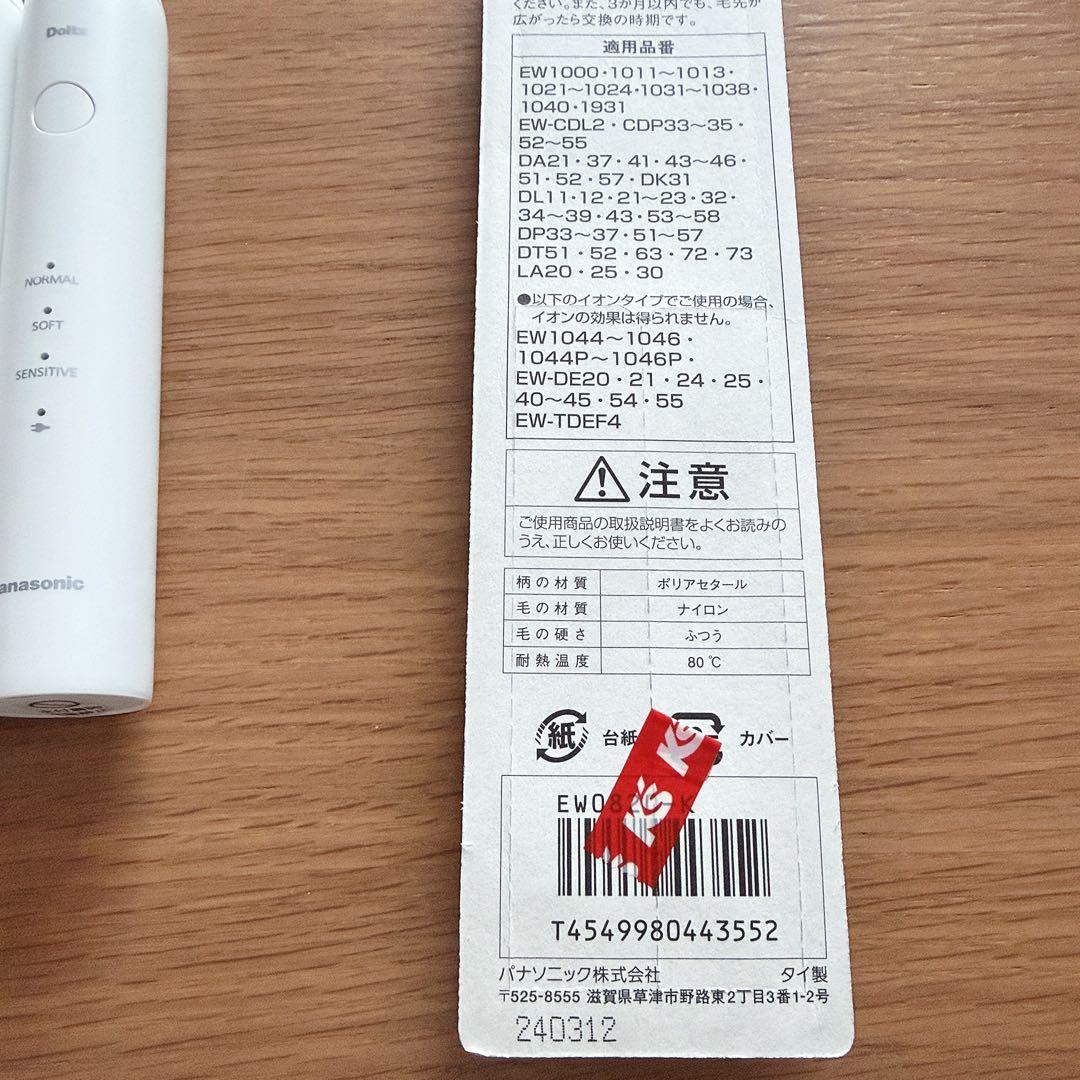 Doltz
NORMAL
SOFT
SENSITIVE
Panasonic
ください。また、3か月以内でも、毛先が
広がったら交換の時期です。
適用品番
EW1000・1011～1013・
1021～1024・1031～1038・
1040・1931
EW-CDL2・CDP33～35・
52～55
DA21・37・41・43～46・
51・52・57・DK31
DL11・12・21～23・32・
34～39・43・53～58
DP33～37・51～57
DT51・52・63・72・73
LA20・25・30
●以下のイオンタイプでご使用の場合、
イオンの効果は得られません。
EW1044～1046・
1044P～1046P・
EW-DE20・21・24・25・
40～45・54・55
EW-TDEF4
注意
ご使用商品の取扱説明書をよくお読みの
うえ、正しくお使いください。
柄の材質 ポリアセタール
毛の材質 ナイロン
毛の硬さ ふつう
耐熱温度 80℃
紙 台紙 カバー
K's K
EW082
-K
T4549980443552
パナソニック株式会社 タイ製
〒525-8555 滋賀県草津市野路東2丁目3番1-2号
240312